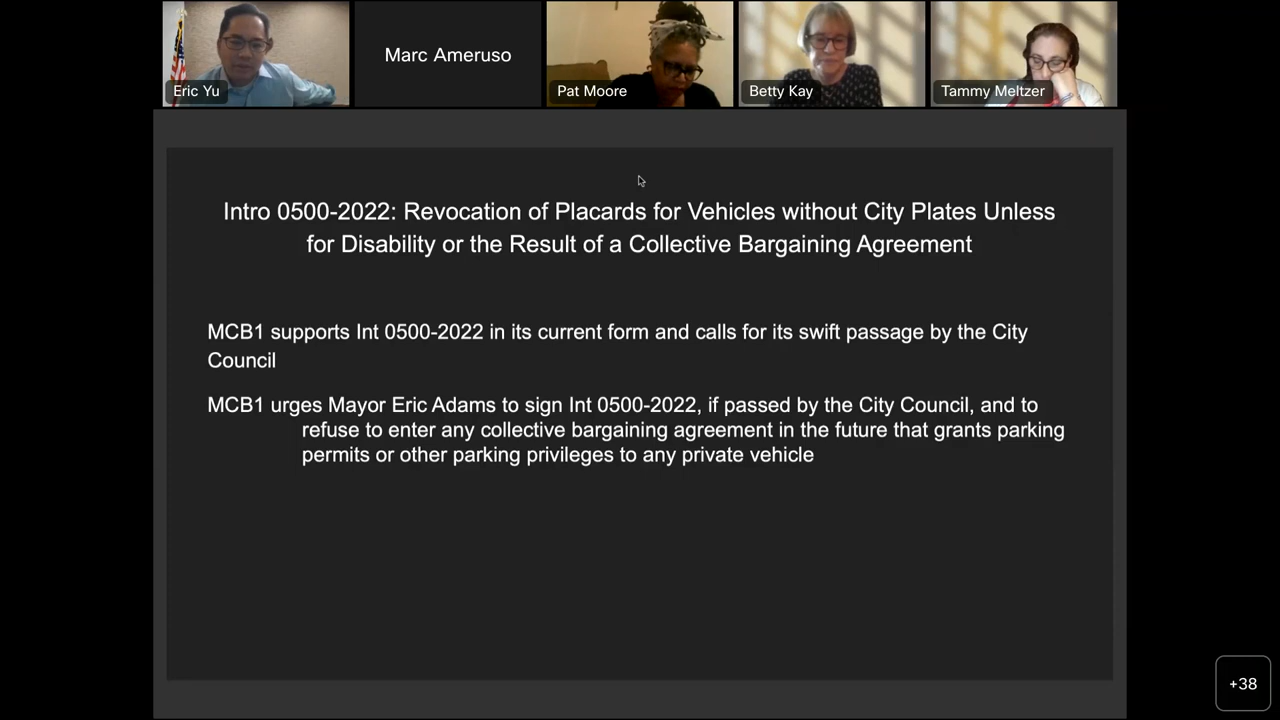 Eric Yu
Marc Ameruso
Pat Moore
Betty Kay
Tammy Meltzer
Intro 0500-2022: Revocation of Placards for Vehicles without City Plates Unless
for Disability or the Result of a Collective Bargaining Agreement
MCB1 supports Int 0500-2022 in its current form and calls for its swift passage by the City
Council
MCB1 urges Mayor Eric Adams to sign Int 0500-2022, if passed by the City Council, and to
refuse to enter any collective bargaining agreement in the future that grants parking
permits or other parking privileges to any private vehicle
+38